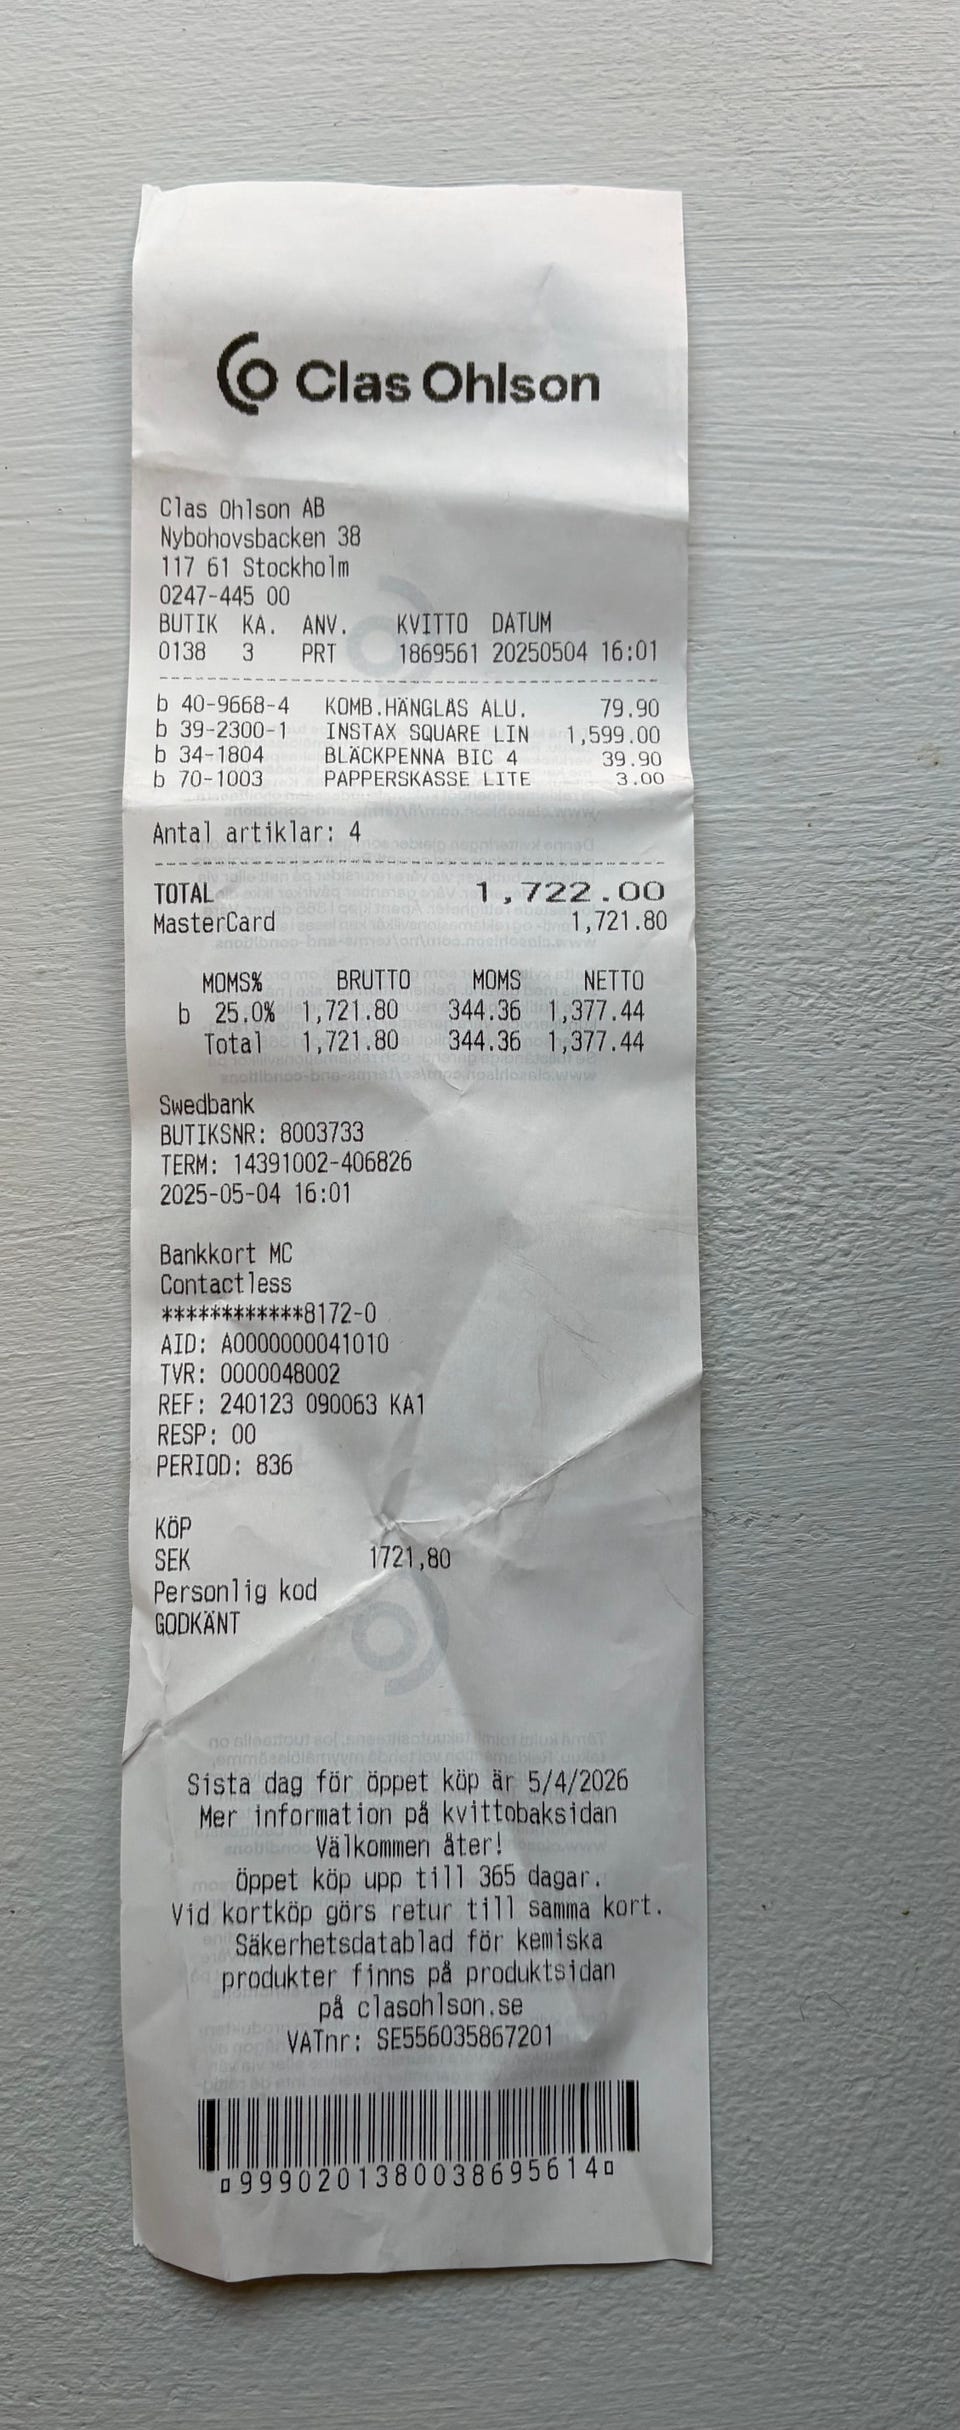 Clas Ohlson
Clas Ohlson AB
Nybohovsbacken 38
117 61 Stockholm
0247-445 00
BUTIK KA. ANV. KVITTO DATUM
0138 3 PRT 1869561 20250504 16:01
b 40-9668-4 KOMB.HÄNGLÅS ALU. 79.90
b 39-2300-1 INSTAX SQUARE LIN 1,599.00
b 34-1804 BLÄCKPENNA BIC 4 39.90
b 70-1003 PAPPERSKASSE LITE 3.00
Antal artiklar: 4
TOTAL 1,722.00
MasterCard 1,721.80
MOMS% BRUTTO MOMS NETTO
b 25.0% 1,721.80 344.36 1,377.44
Total 1,721.80 344.36 1,377.44
Swedbank
BUTIKSNR: 8003733
TERM: 14391002-406826
2025-05-04 16:01
Bankkort MC
Contactless
************8172-0
AID: A0000000041010
TVR: 0000048002
REF: 240123 090063 KA1
RESP: 00
PERIOD: 836
KÖP
SEK 1721,80
Personlig kod
GODKÄNT
Sista dag för öppet köp är 5/4/2026
Mer information på kvittobaksidan
Välkommen åter!
Öppet köp upp till 365 dagar.
Vid kortköp görs retur till samma kort.
Säkerhetsdatablad för kemiska
produkter finns på produktsidan
på clasohlson.se
VATnr: SE556035867201
¤9990201380038695614¤